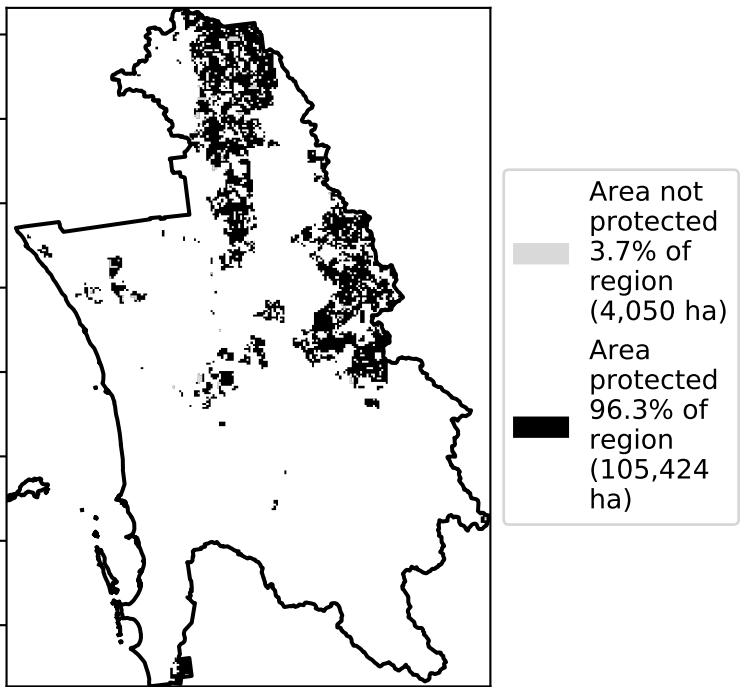 Area not
protected
3.7% of
region
(4,050 ha)
Area
protected
96.3% of
region
(105,424
ha)